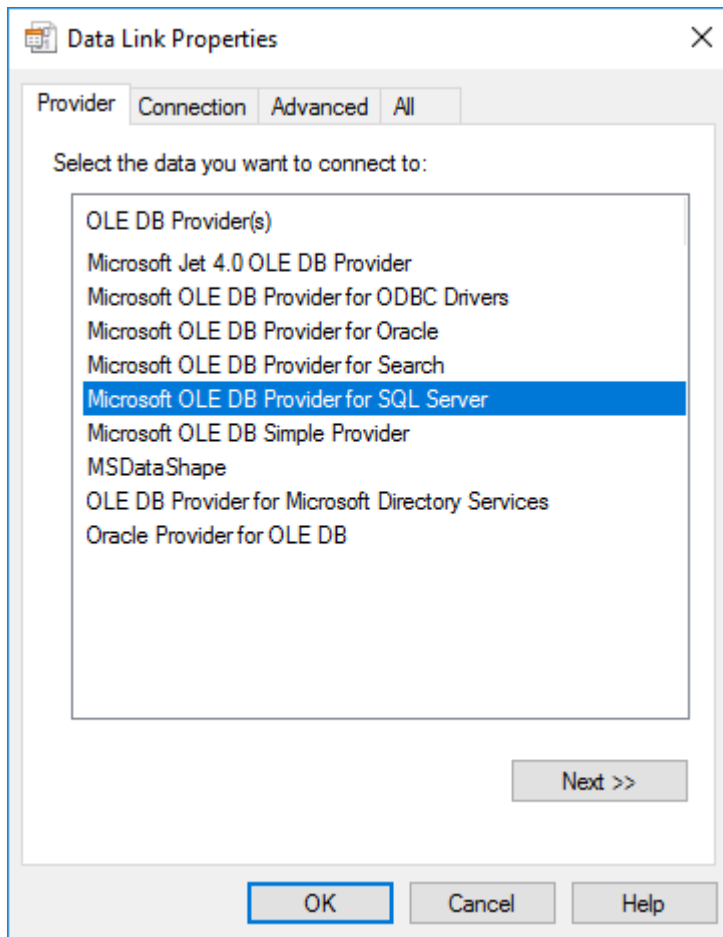 Data Link Properties
Provider Connection Advanced All
Select the data you want to connect to:
OLE DB Provider(s)
Microsoft Jet 4.0 OLE DB Provider
Microsoft OLE DB Provider for ODBC Drivers
Microsoft OLE DB Provider for Oracle
Microsoft OLE DB Provider for Search
Microsoft OLE DB Provider for SQL Server
Microsoft OLE DB Simple Provider
MSDataShape
OLE DB Provider for Microsoft Directory Services
Oracle Provider for OLE DB
Next >>
OK Cancel Help